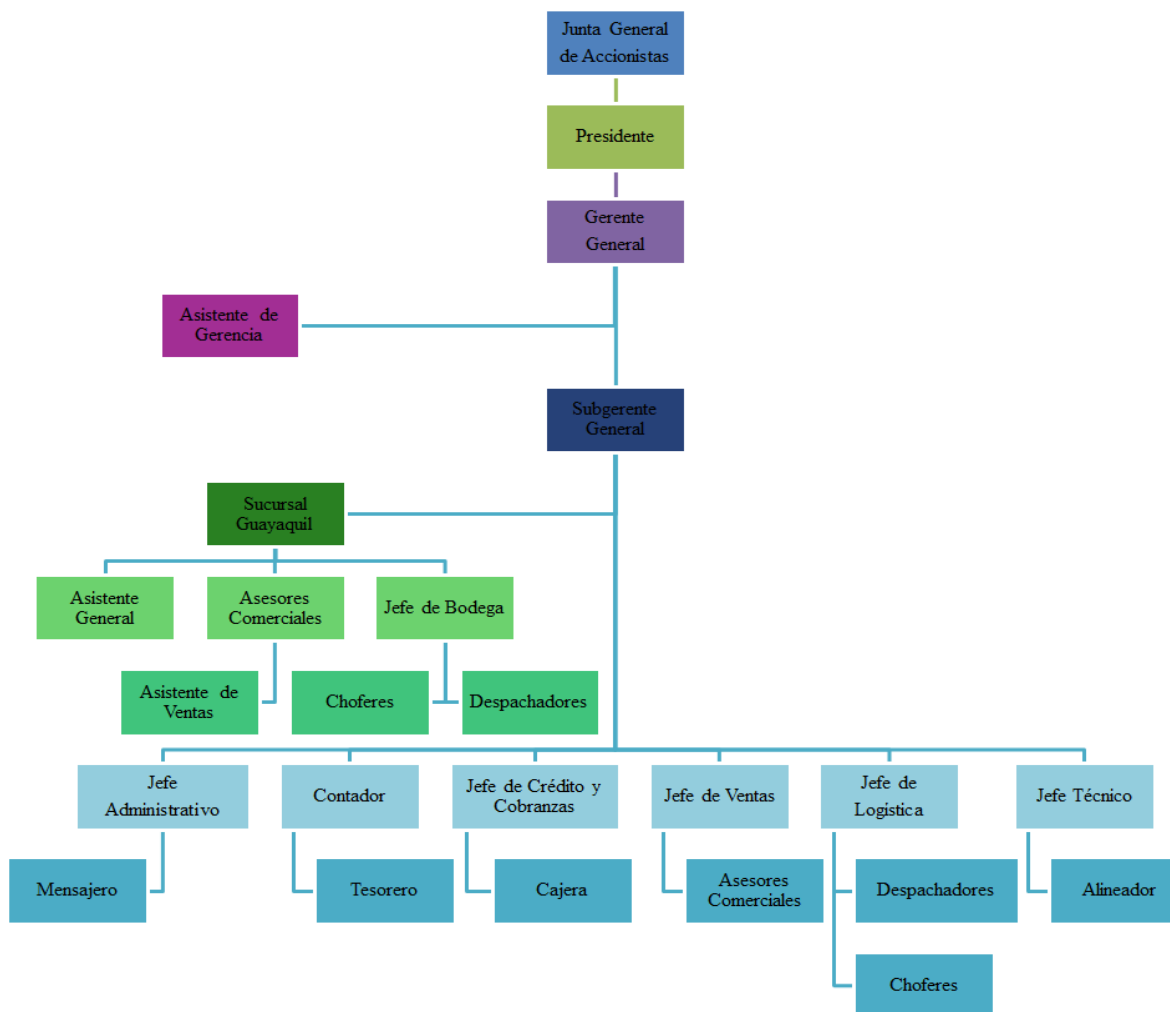 Junta General
de Accionistas
Presidente
Gerente
General
Asistente de
Gerencia
Subgerente
General
Sucursal
Guayaquil
Asistente
General
Asesores
Comerciales
Jefe de Bodega
Asistente de
Ventas
Choferes
Despachadores
Jefe
Administrativo
Contador
Jefe de Crédito y
Cobranzas
Jefe de Ventas
Jefe de
Logística
Jefe Técnico
Mensajero
Tesorero
Cajera
Asesores
Comerciales
Despachadores
Alineador
Choferes